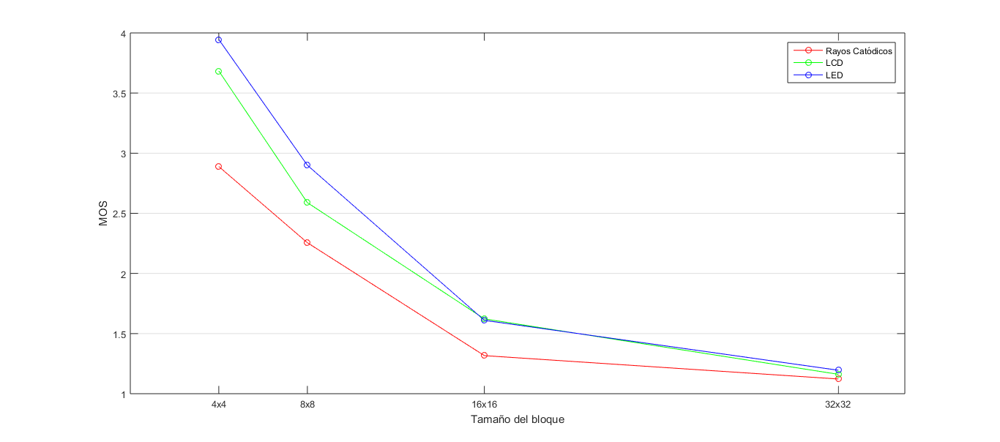 4
3.5
3
2.5
2
1.5
1
MOS
4x4
8x8
16x16
32x32
Tamaño del bloque
Rayos Catódicos
LCD
LED